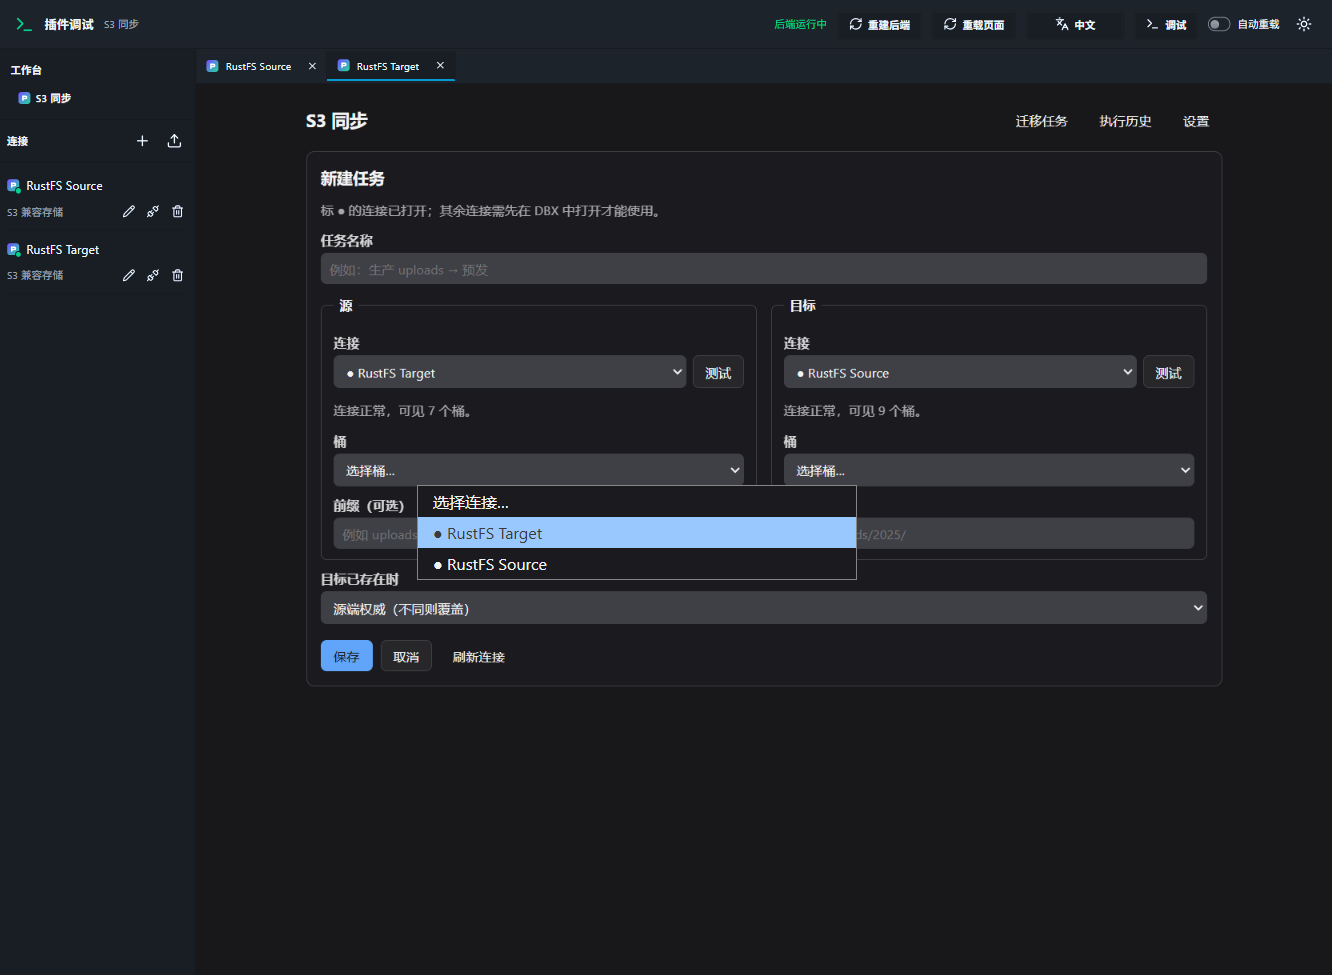 插件调试 S3 同步
后端运行中 重建后端 重载页面 中文 调试 自动重载
工作台
S3 同步
连接
RustFS Source
S3 兼容存储
RustFS Target
S3 兼容存储
RustFS Source RustFS Target
S3 同步
迁移任务 执行历史 设置
新建任务
标 ● 的连接已打开；其余连接需先在 DBX 中打开才能使用。
任务名称
例如：生产 uploads → 预发
源
连接
● RustFS Target 测试
连接正常，可见 7 个桶。
桶
选择桶...
前缀（可选）
例如 uploads
目标
连接
● RustFS Source 测试
连接正常，可见 9 个桶。
桶
选择桶...
ds/2025/
选择连接...
● RustFS Target
● RustFS Source
目标已存在时
源端权威（不同则覆盖）
保存 取消 刷新连接